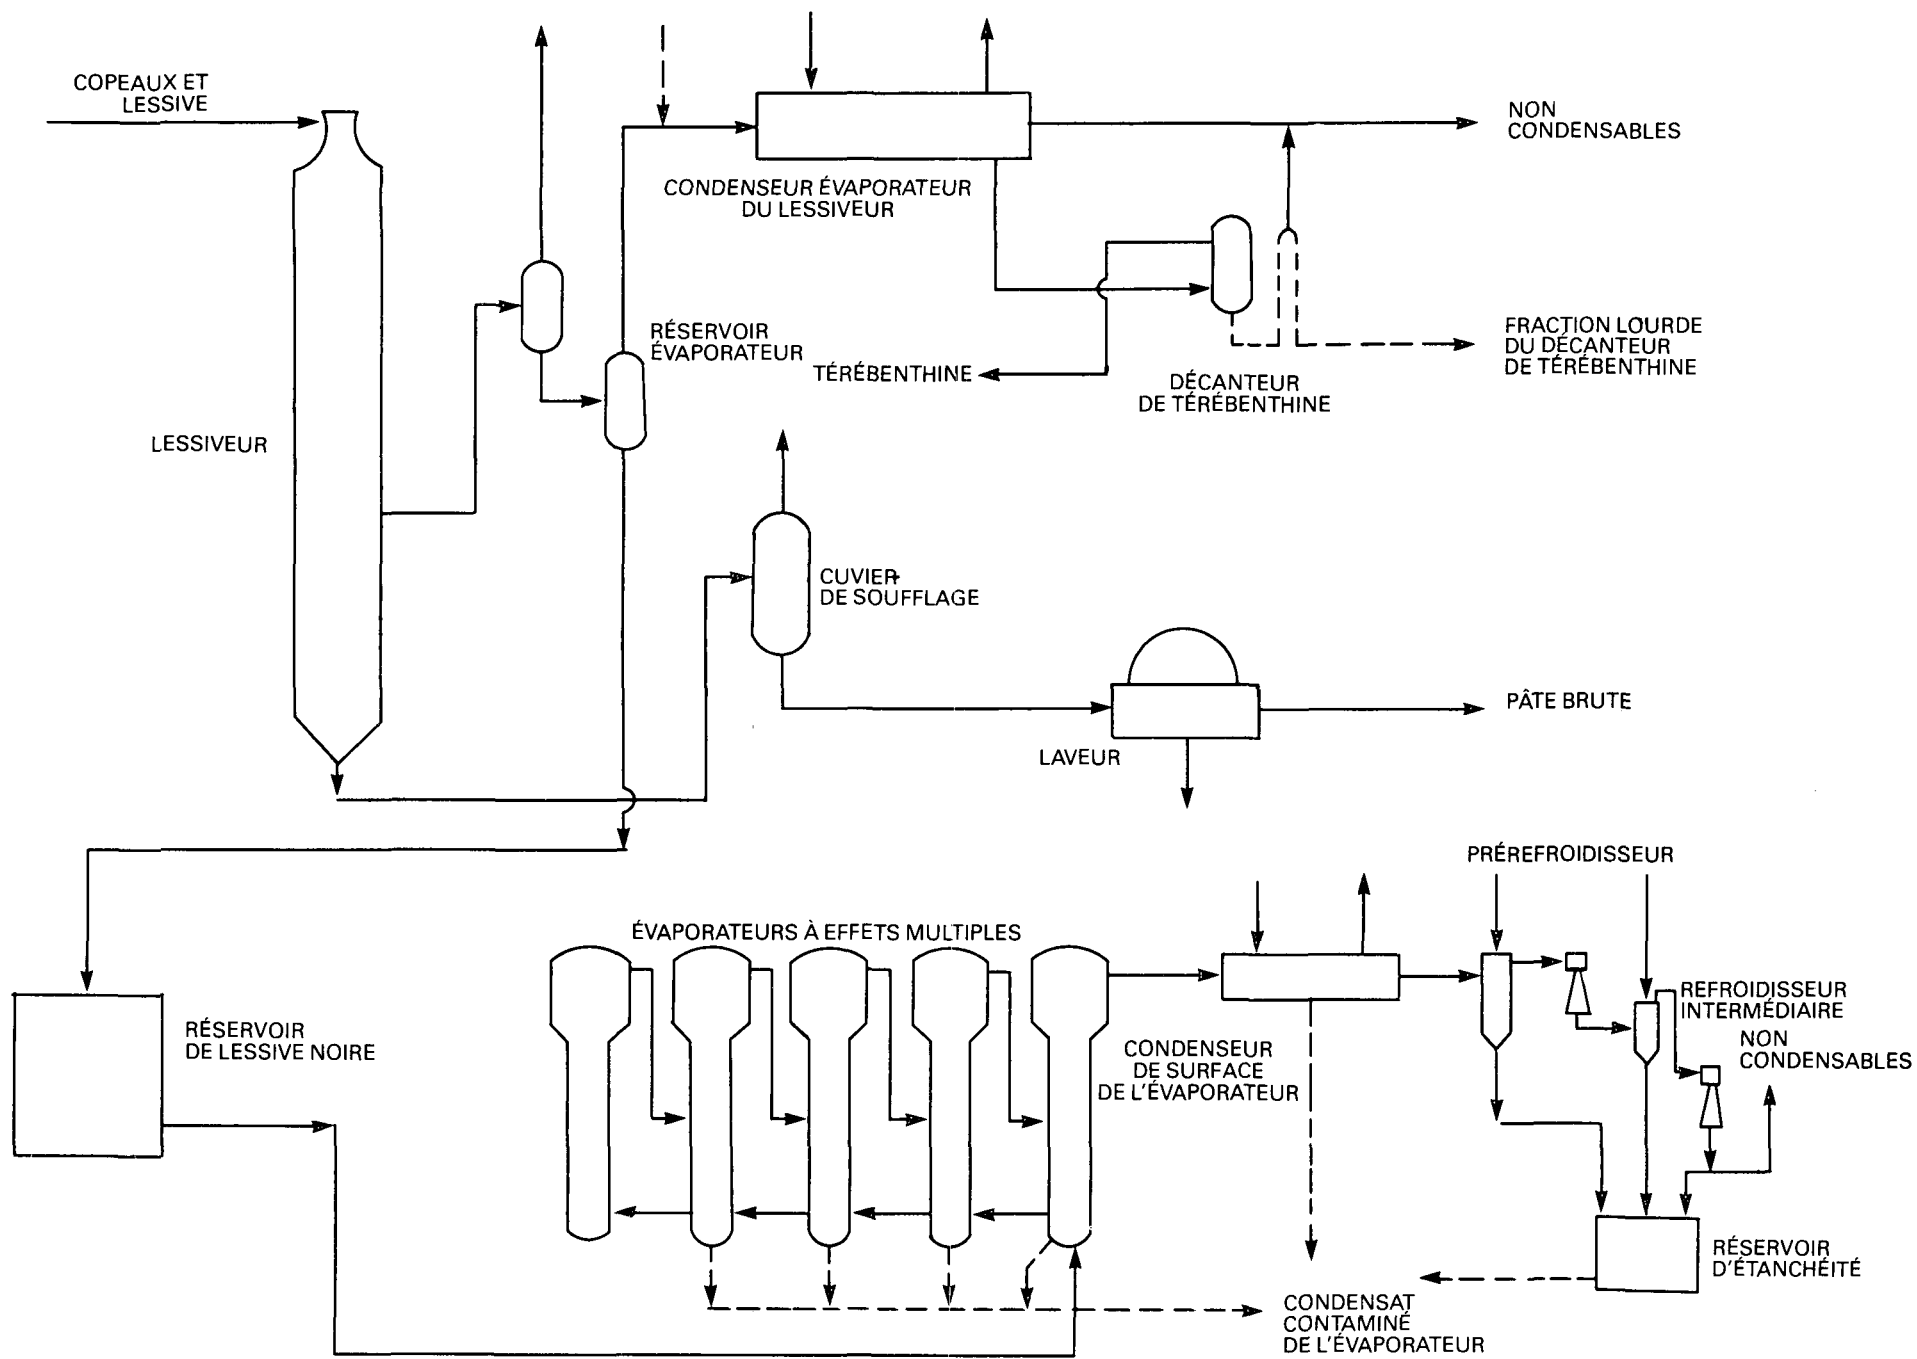 COPEAUX ET
LESSIVE
NON
CONDENSABLES
CONDENSEUR ÉVAPORATEUR
DU LESSIVEUR
RÉSERVOIR
ÉVAPORATEUR
FRACTION LOURDE
DU DÉCANTEUR
DE TÉRÉBENTHINE
TÉRÉBENTHINE
DÉCANTEUR
DE TÉRÉBENTHINE
LESSIVEUR
CUVIER
DE SOUFFLAGE
PÂTE BRUTE
LAVEUR
PRÉREFROIDISSEUR
ÉVAPORATEURS À EFFETS MULTIPLES
REFROIDISSEUR
INTERMÉDIAIRE
RÉSERVOIR
DE LESSIVE NOIRE
NON
CONDENSABLES
CONDENSEUR
DE SURFACE
DE L'ÉVAPORATEUR
RÉSERVOIR
D'ÉTANCHÉITÉ
CONDENSAT
CONTAMINÉ
DE L'ÉVAPORATEUR